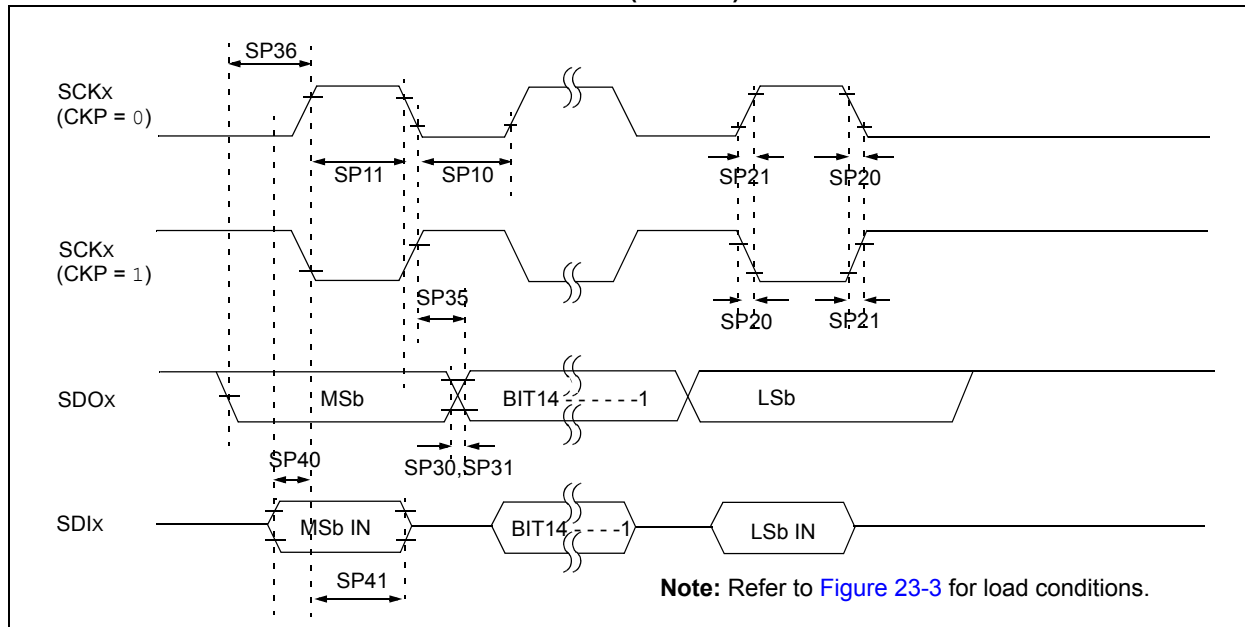 SP36
SCKx
(CKP = 0)
SP11
SP10
SP21
SP20
SCKx
(CKP = 1)
SP35
SP20
SP21
SDOx
MSb
BIT14 - - - - - -1
LSb
SP40
SP30,SP31
SDIx
MSb IN
BIT14 - - - -1
LSb IN
SP41
Note: Refer to Figure 23-3 for load conditions.